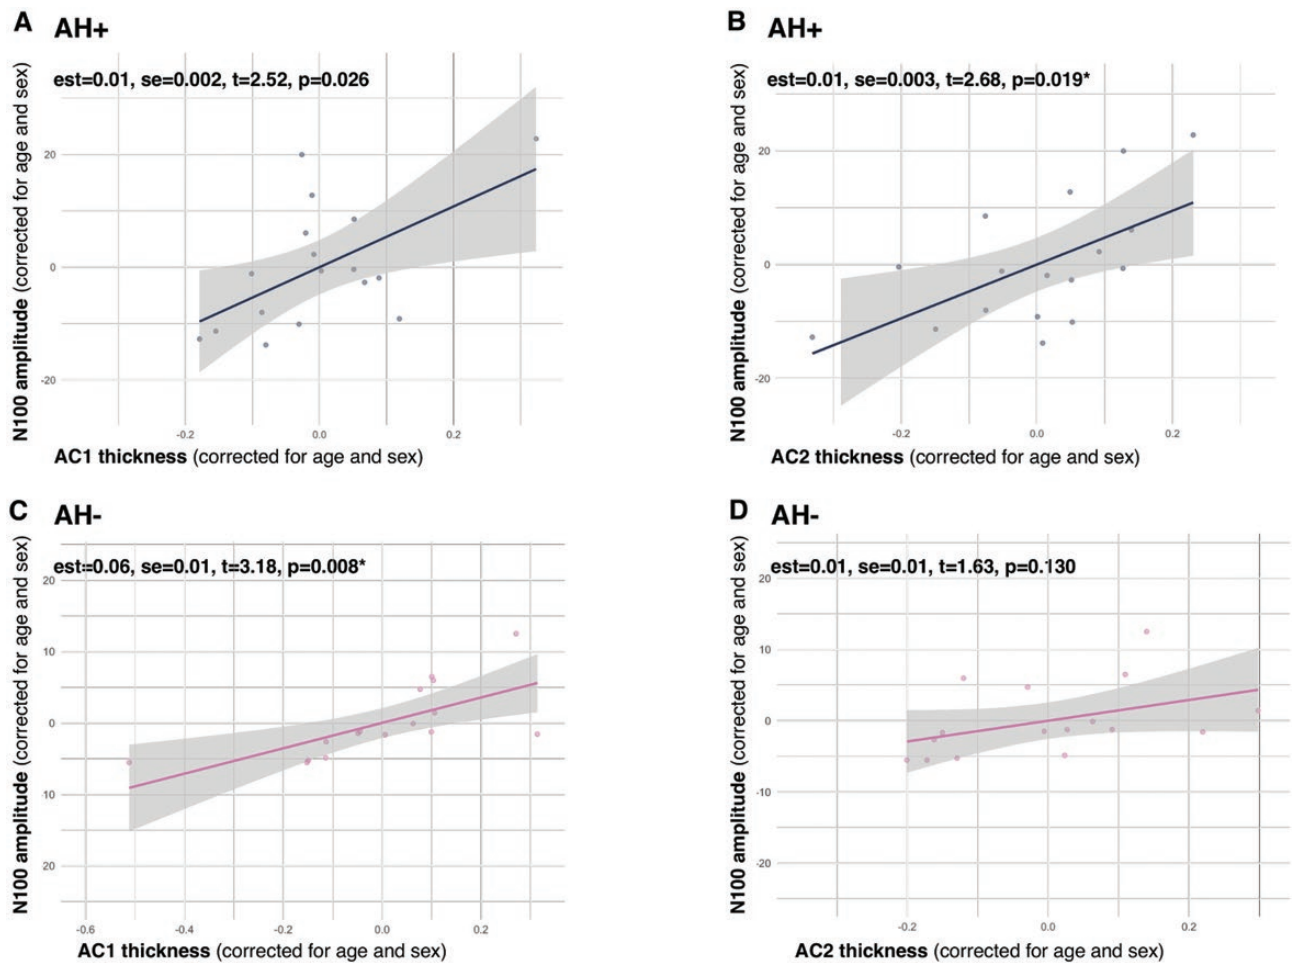 A AH+
est=0.01, se=0.002, t=2.52, p=0.026
N100 amplitude (corrected for age and sex)
20
0
-20
-0.2 0.0 0.2
AC1 thickness (corrected for age and sex)
B AH+
est=0.01, se=0.003, t=2.68, p=0.019*
N100 amplitude (corrected for age and sex)
20
0
-20
-0.2 0.0 0.2
AC2 thickness (corrected for age and sex)
C AH-
est=0.06, se=0.01, t=3.18, p=0.008*
N100 amplitude (corrected for age and sex)
20
10
0
10
20
-0.6 -0.4 -0.2 0.0 0.2
AC1 thickness (corrected for age and sex)
D AH-
est=0.01, se=0.01, t=1.63, p=0.130
N100 amplitude (corrected for age and sex)
20
10
0
-10
-20
-0.2 0.0 0.2
AC2 thickness (corrected for age and sex)